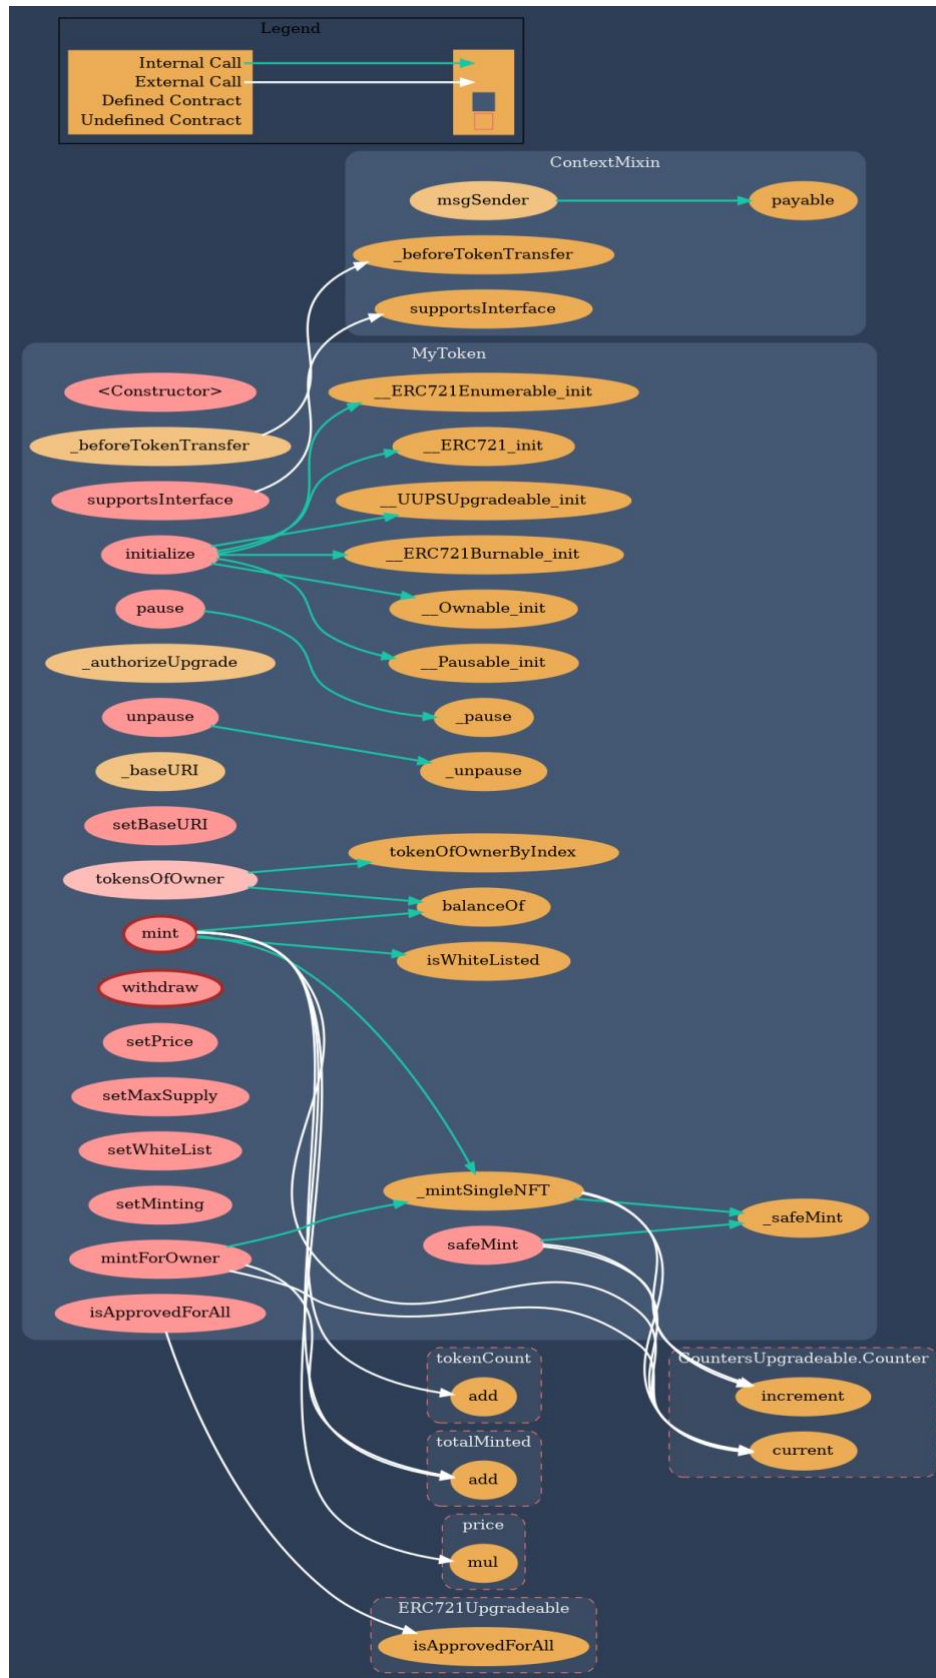 Legend
Internal Call
External Call
Defined Contract
Undefined Contract
ContextMixin
msgSender
payable
_beforeTokenTransfer
supportsInterface
MyToken
<Constructor>
__ERC721Enumerable_init
_beforeTokenTransfer
__ERC721_init
supportsInterface
__UUPSUpgradeable_init
initialize
__ERC721Burnable_init
pause
__Ownable_init
_authorizeUpgrade
__Pausable_init
unpause
_pause
_baseURI
_unpause
setBaseURI
tokenOfOwnerByIndex
tokensOfOwner
balanceOf
mint
isWhiteListed
withdraw
setPrice
setMaxSupply
setWhiteList
setMinting
_mintSingleNFT
_safeMint
mintForOwner
safeMint
isApprovedForAll
tokenCount
add
CountersUpgradeable.Counter
increment
current
totalMinted
add
price
mul
ERC721Upgradeable
isApprovedForAll